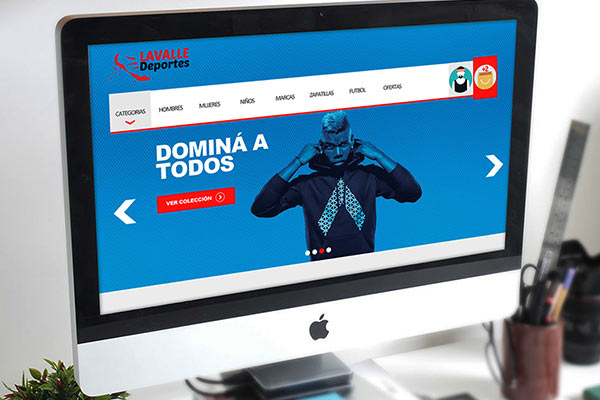 LAVALLE
Deportes
CATEGORIAS HOMBRES MUJERES NIÑOS MARCAS ZAPATILLAS FUTBOL OFERTAS
+2
DOMINÁ A
TODOS
VER COLECCIÓN